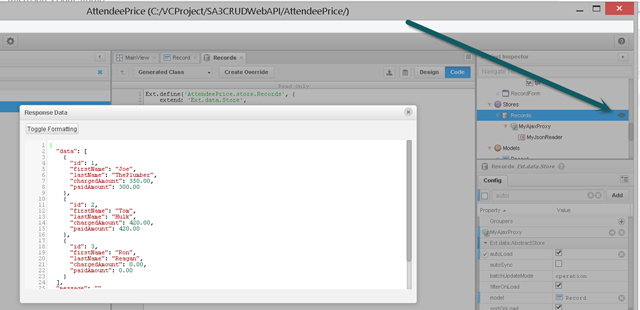 AttendeePrice (C:/VCProject/SA3CRUDWebAPI/AttendeePrice/)
MainView
Record
Records
Inspector
Generated Class
Create Override
Design
Code
Navigate
Read Only
Ext.define('AttendeePrice.store.Records', {
extend: 'Ext.data.Store',
RecordForm
Stores
Records
MyAjaxProxy
MyJsonReader
Models
Response Data
Toggle Formatting
1 {
2 "data": [
3 {
4 "id": 1,
5 "firstName": "Joe",
6 "lastName": "ThePlumber",
7 "chargedAmount": 350.00,
8 "paidAmount": 300.00
9 },
10 {
11 "id": 2,
12 "firstName": "Tom",
13 "lastName": "Hulk",
14 "chargedAmount": 420.00,
15 "paidAmount": 420.00
16 },
17 {
18 "id": 3,
19 "firstName": "Ron",
20 "lastName": "Reagan",
21 "chargedAmount": 0.00,
22 "paidAmount": 0.00
23 }
24 ],
25 "message": ""
Records: Ext.data.Store
Config
auto
Add
Property
Value
Groupers
MyAjaxProxy
Ext.data.AbstractStore
autoLoad
autoSync
batchUpdateMode operation
filterOnLoad
model Record
sortOnLoad